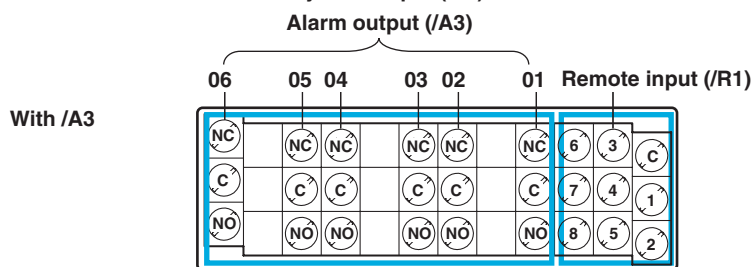 Alarm output (/A3)
06 05 04 03 02 01 Remote input (/R1)
With /A3
NC NC NC NC NC NC 6 3 C
C C C C C C 7 4 1
NO NO NO NO NO NO 8 5 2